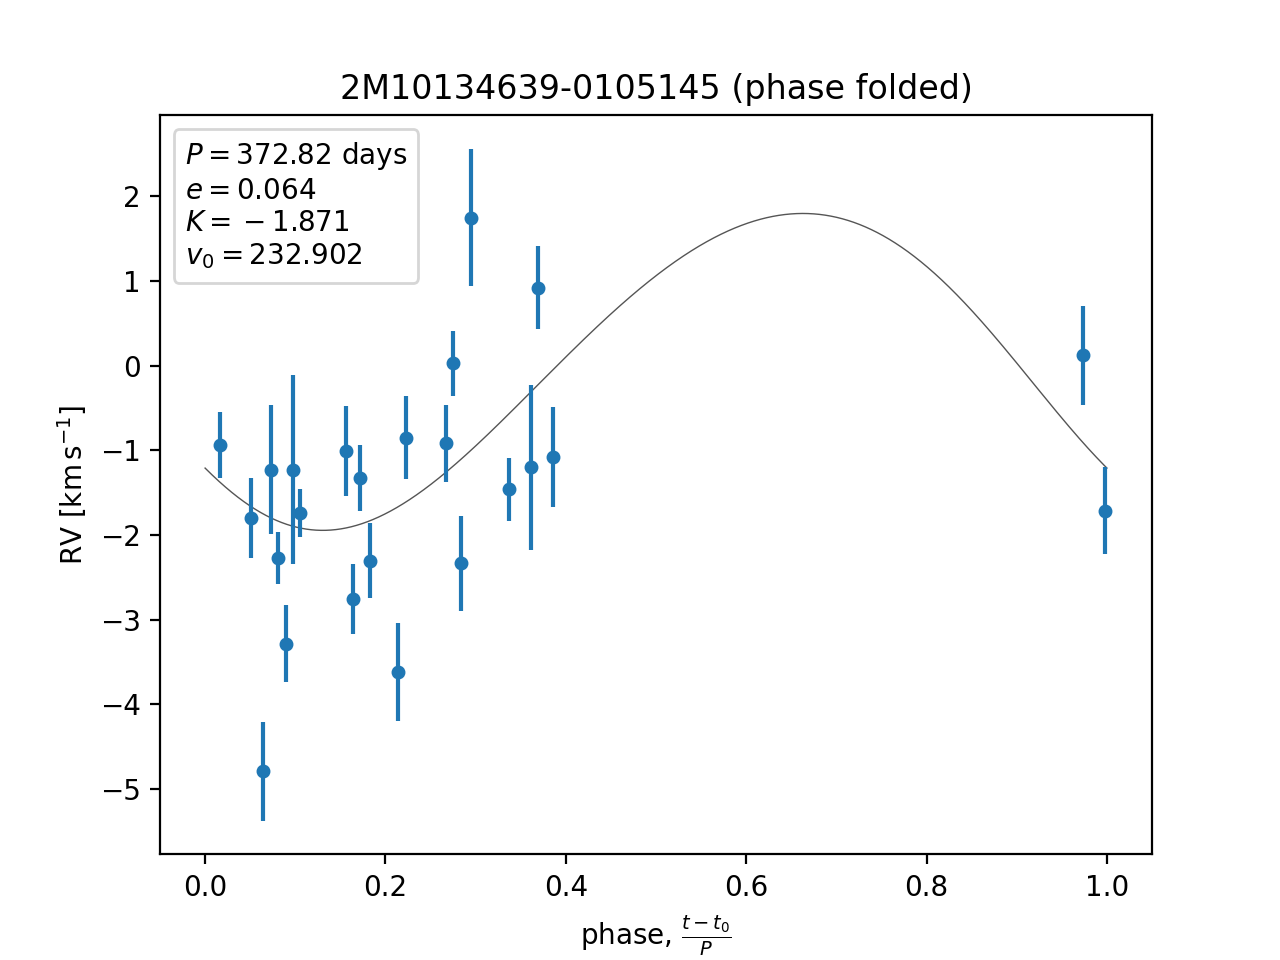 2M10134639-0105145 (phase folded)
P = 372.82 days
e = 0.064
K = −1.871
v₀ = 232.902
2
1
0
−1
−2
−3
−4
−5
RV [km s⁻¹]
0.0 0.2 0.4 0.6 0.8 1.0
phase, (t − t₀)/P